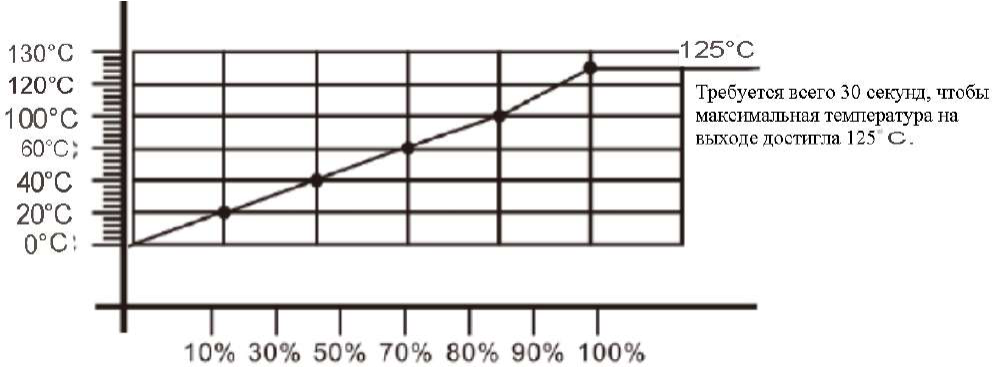 130°C
125°C
120°C
Требуется всего 30 секунд, чтобы
100°C
максимальная температура на
выходе достигла 125°C.
60°C;
40°C
20°C
0°C;
10% 30% 50% 70% 80% 90% 100%